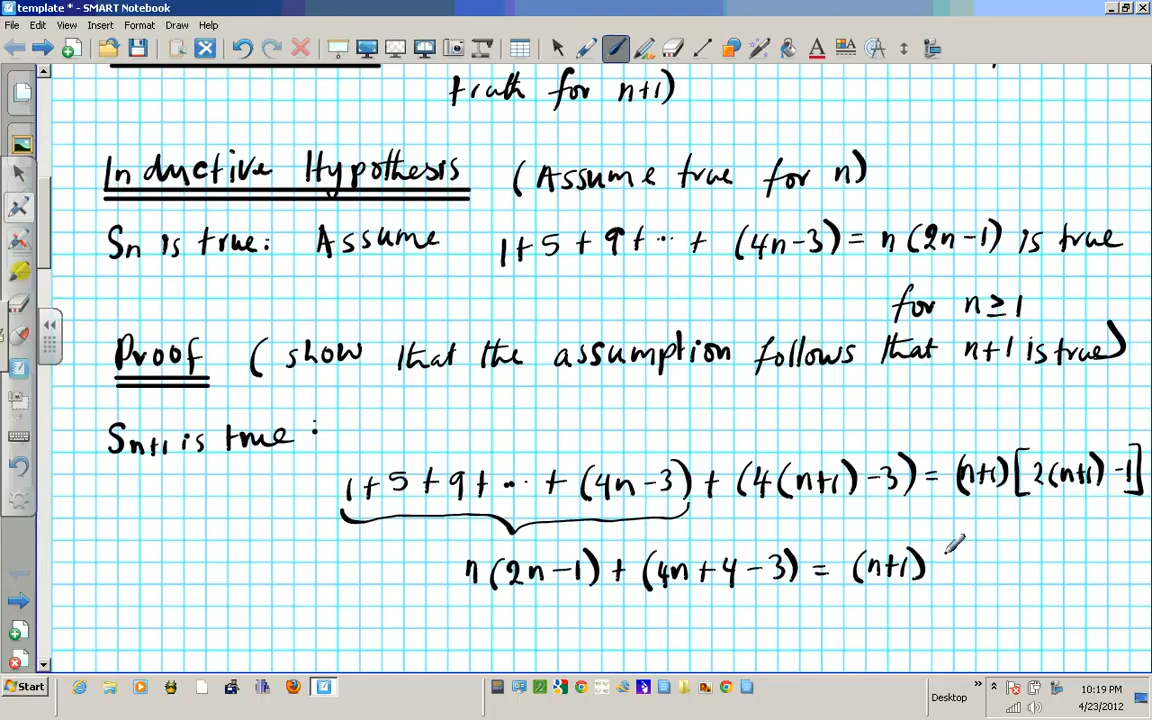 template * - SMART Notebook
File Edit View Insert Format Draw Help
truth for n+1)
Inductive Hypothesis (Assume true for n)
Sn is true: Assume 1+5+9+...+(4n-3)=n(2n-1) is true
for n≥1
Proof (show that the assumption follows that n+1 is true)
Sn+1 is true:
1+5+9+...+(4n-3)+(4(n+1)-3)=(n+1)[2(n+1)-1]
n(2n-1)+(4n+4-3)=(n+1)
Start
Desktop
10:19 PM
4/23/2012